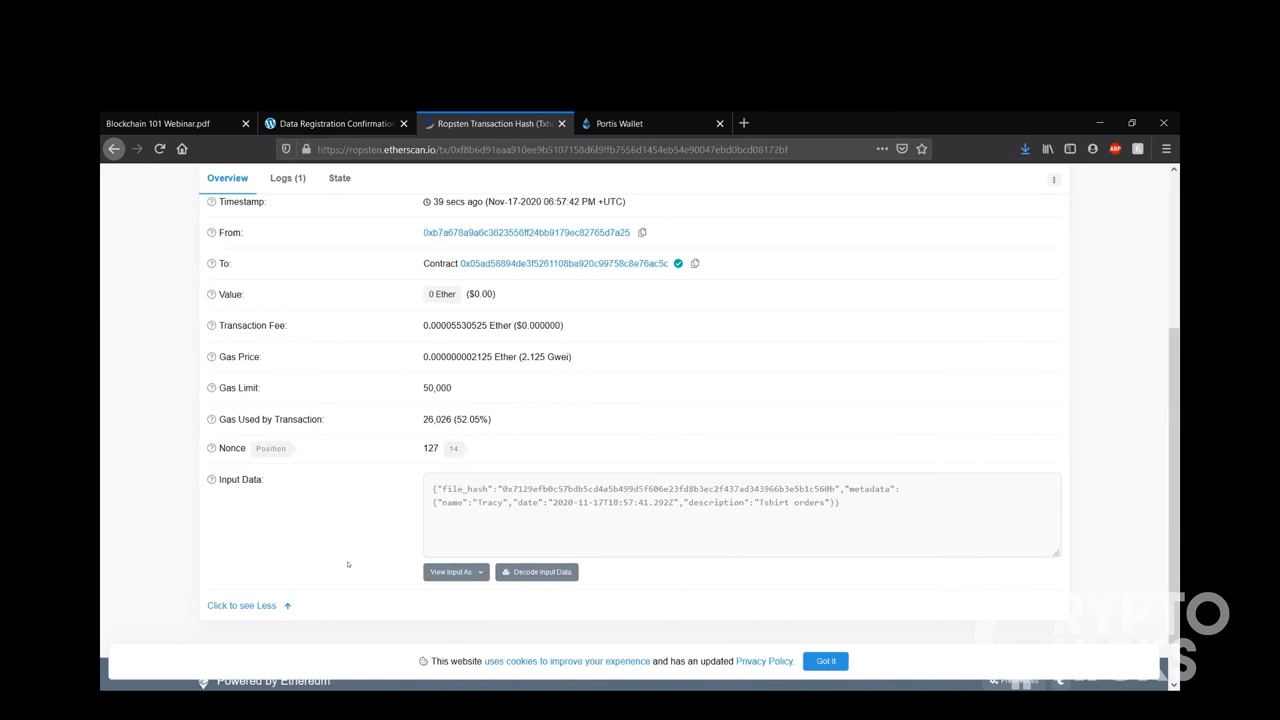 Blockchain 101 Webinar.pdf
Data Registration Confirmation
Ropsten Transaction Hash (Txha
Portis Wallet
https://ropsten.etherscan.io/tx/0xf8b6d91eaa910ee9b5107158d6f9ffb7556d1454eb54e90047ebd0bcd08172bf
ABP
Overview
Logs (1)
State
Timestamp:
39 secs ago (Nov-17-2020 06:57:42 PM +UTC)
From:
0xb7a678a9a6c3623556ff24bb9179ec82765d7a25
To:
Contract 0x05ad58894de3f5261108ba920c99758c8e76ac5c
Value:
0 Ether ($0.00)
Transaction Fee:
0.00005530525 Ether ($0.000000)
Gas Price:
0.000000002125 Ether (2.125 Gwei)
Gas Limit:
50,000
Gas Used by Transaction:
26,026 (52.05%)
Nonce Position
127 14
Input Data:
{"file_hash":"0x7129efb0c57bdb5cd4a5b499d5f606e23fd8b3ec2f437ad343966b3e5b1c560b","metadata":
{"name":"Tracy","date":"2020-11-17T18:57:41.292Z","description":"Tshirt orders"}}
View Input As
Decode Input Data
Click to see Less
This website uses cookies to improve your experience and has an updated Privacy Policy.
Got it
Powered by Ethereum
Preferences
CRYPTO